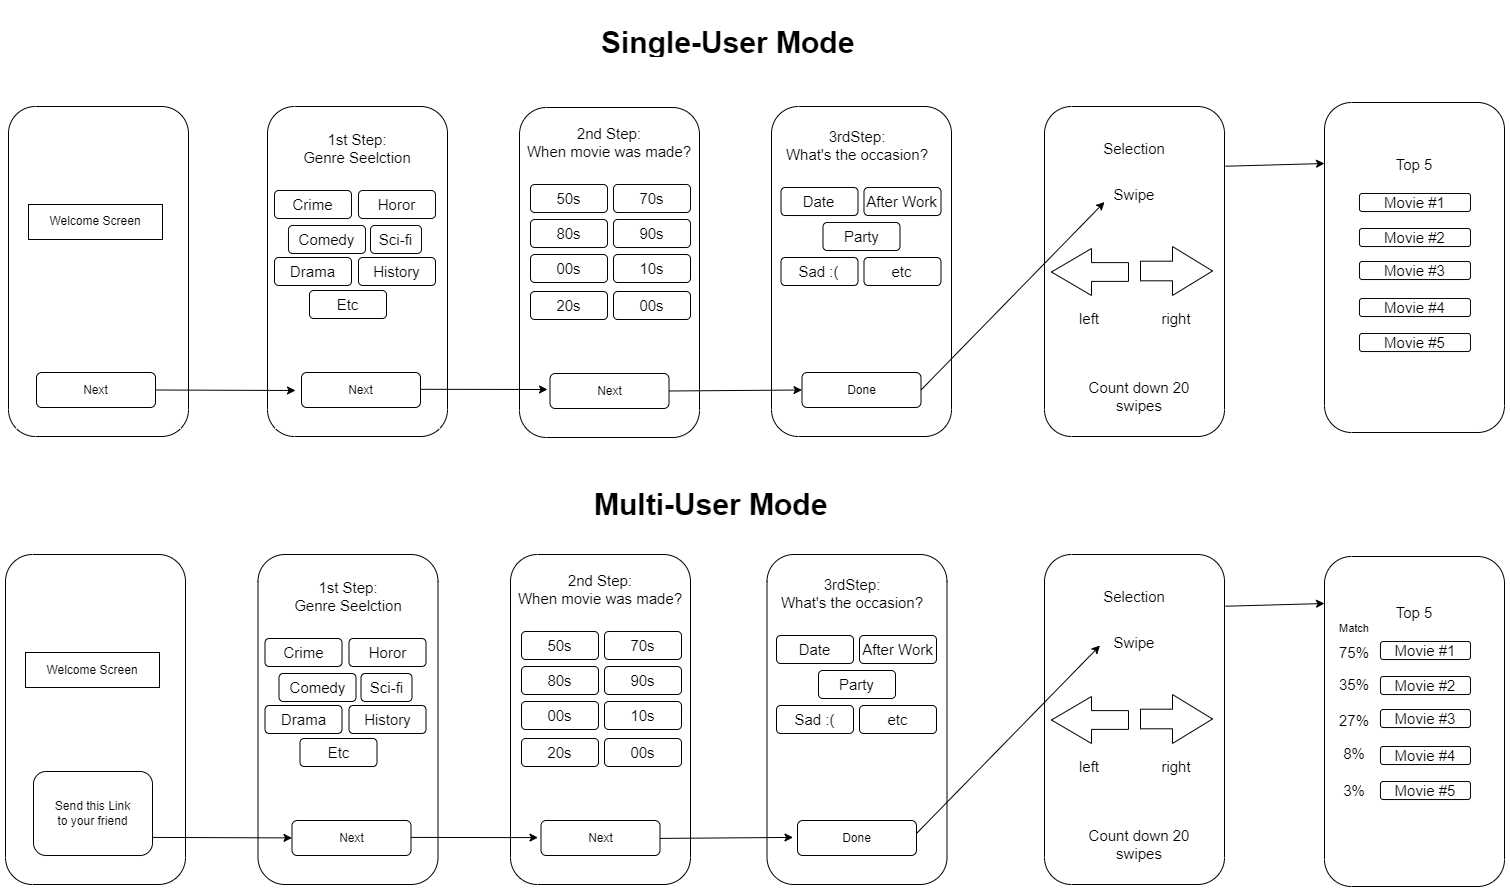 Single-User Mode
Welcome Screen
Next
1st Step:
Genre Seelction
Crime
Horor
Comedy
Sci-fi
Drama
History
Etc
Next
2nd Step:
When movie was made?
50s
70s
80s
90s
00s
10s
20s
00s
Next
3rdStep:
What's the occasion?
Date
After Work
Party
Sad :(
etc
Done
Selection
Swipe
left
right
Count down 20
swipes
Top 5
Movie #1
Movie #2
Movie #3
Movie #4
Movie #5
Multi-User Mode
Welcome Screen
Send this Link
to your friend
1st Step:
Genre Seelction
Crime
Horor
Comedy
Sci-fi
Drama
History
Etc
Next
2nd Step:
When movie was made?
50s
70s
80s
90s
00s
10s
20s
00s
Next
3rdStep:
What's the occasion?
Date
After Work
Party
Sad :(
etc
Done
Selection
Swipe
left
right
Count down 20
swipes
Top 5
Match
75% Movie #1
35% Movie #2
27% Movie #3
8% Movie #4
3% Movie #5